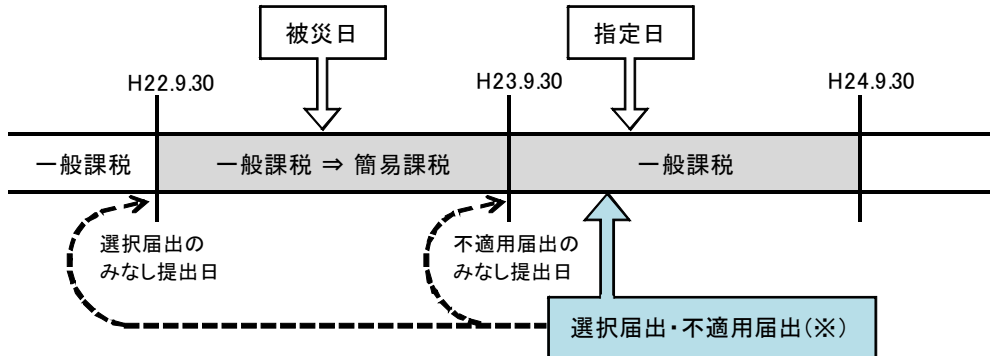 被災日
指定日
H22.9.30
H23.9.30
H24.9.30
一般課税
一般課税 ⇒ 簡易課税
一般課税
選択届出の
みなし提出日
不適用届出の
みなし提出日
選択届出・不適用届出(※)